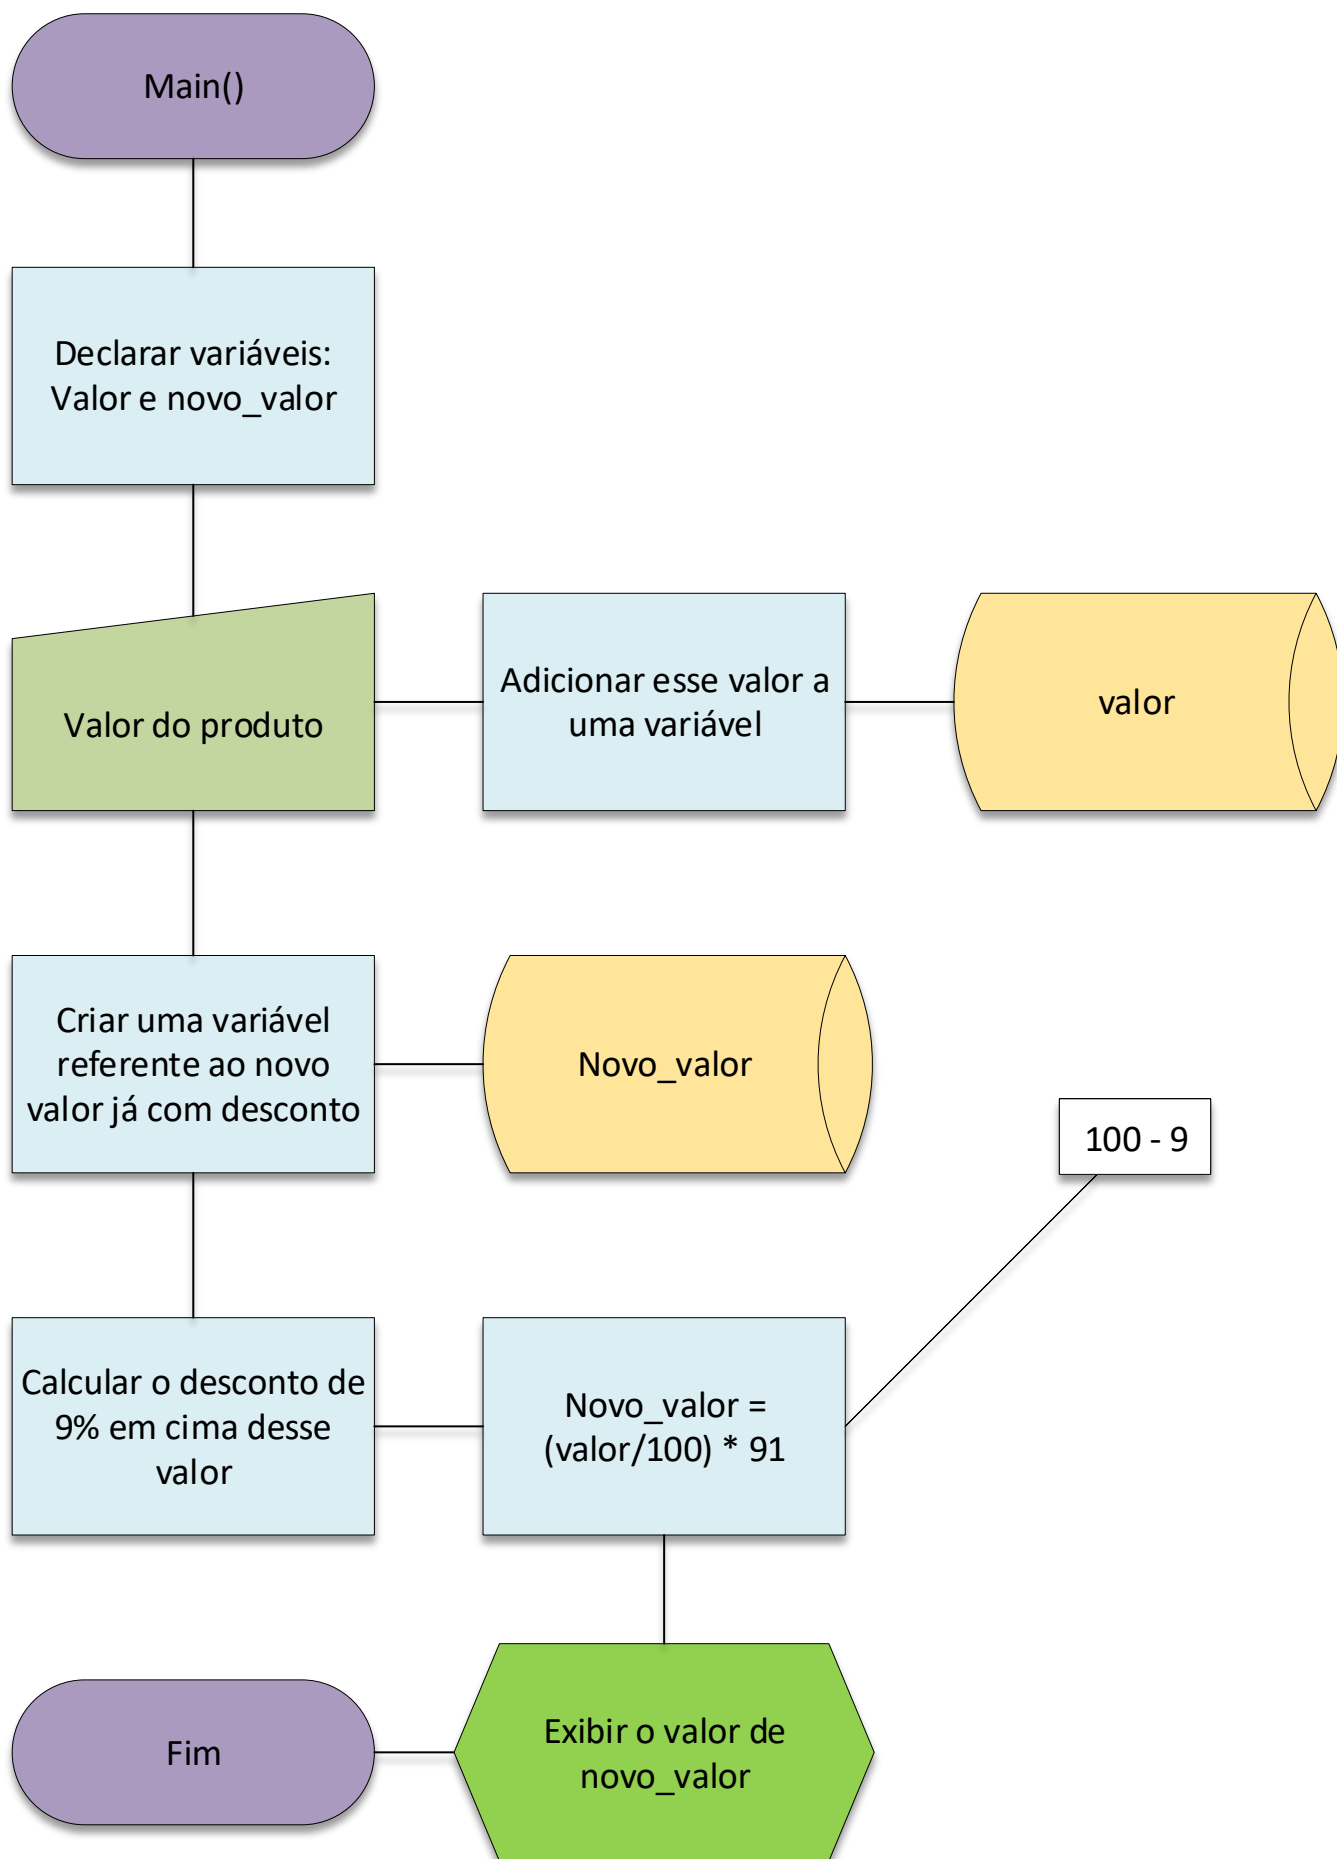 Main()
Declarar variáveis:
Valor e novo_valor
Valor do produto
Adicionar esse valor a
uma variável
valor
Criar uma variável
referente ao novo
valor já com desconto
Novo_valor
100 - 9
Calcular o desconto de
9% em cima desse
valor
Novo_valor =
(valor/100) * 91
Fim
Exibir o valor de
novo_valor